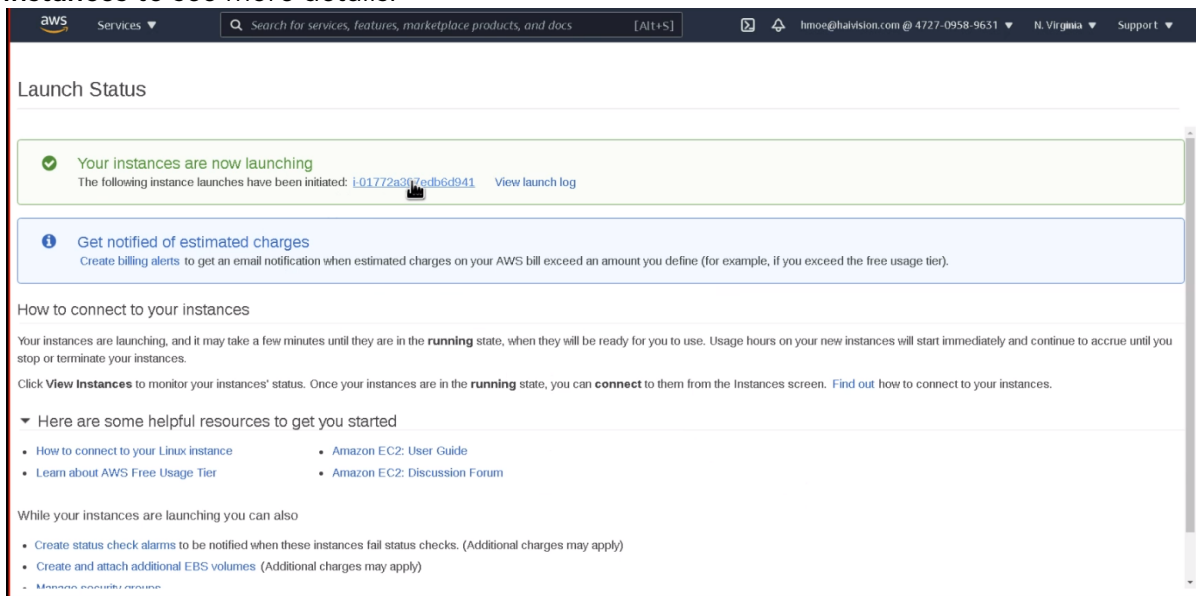 instances to see more details.
aws Services ▼ Search for services, features, marketplace products, and docs [Alt+S] hmoe@haivision.com @ 4727-0958-9631 ▼ N. Virginia ▼ Support ▼
Launch Status
Your instances are now launching
The following instance launches have been initiated: i-01772a367edb6d941 View launch log
Get notified of estimated charges
Create billing alerts to get an email notification when estimated charges on your AWS bill exceed an amount you define (for example, if you exceed the free usage tier).
How to connect to your instances
Your instances are launching, and it may take a few minutes until they are in the running state, when they will be ready for you to use. Usage hours on your new instances will start immediately and continue to accrue until you
stop or terminate your instances.
Click View Instances to monitor your instances' status. Once your instances are in the running state, you can connect to them from the Instances screen. Find out how to connect to your instances.
▼ Here are some helpful resources to get you started
• How to connect to your Linux instance • Amazon EC2: User Guide
• Learn about AWS Free Usage Tier • Amazon EC2: Discussion Forum
While your instances are launching you can also
• Create status check alarms to be notified when these instances fail status checks. (Additional charges may apply)
• Create and attach additional EBS volumes (Additional charges may apply)
• Manage security groups